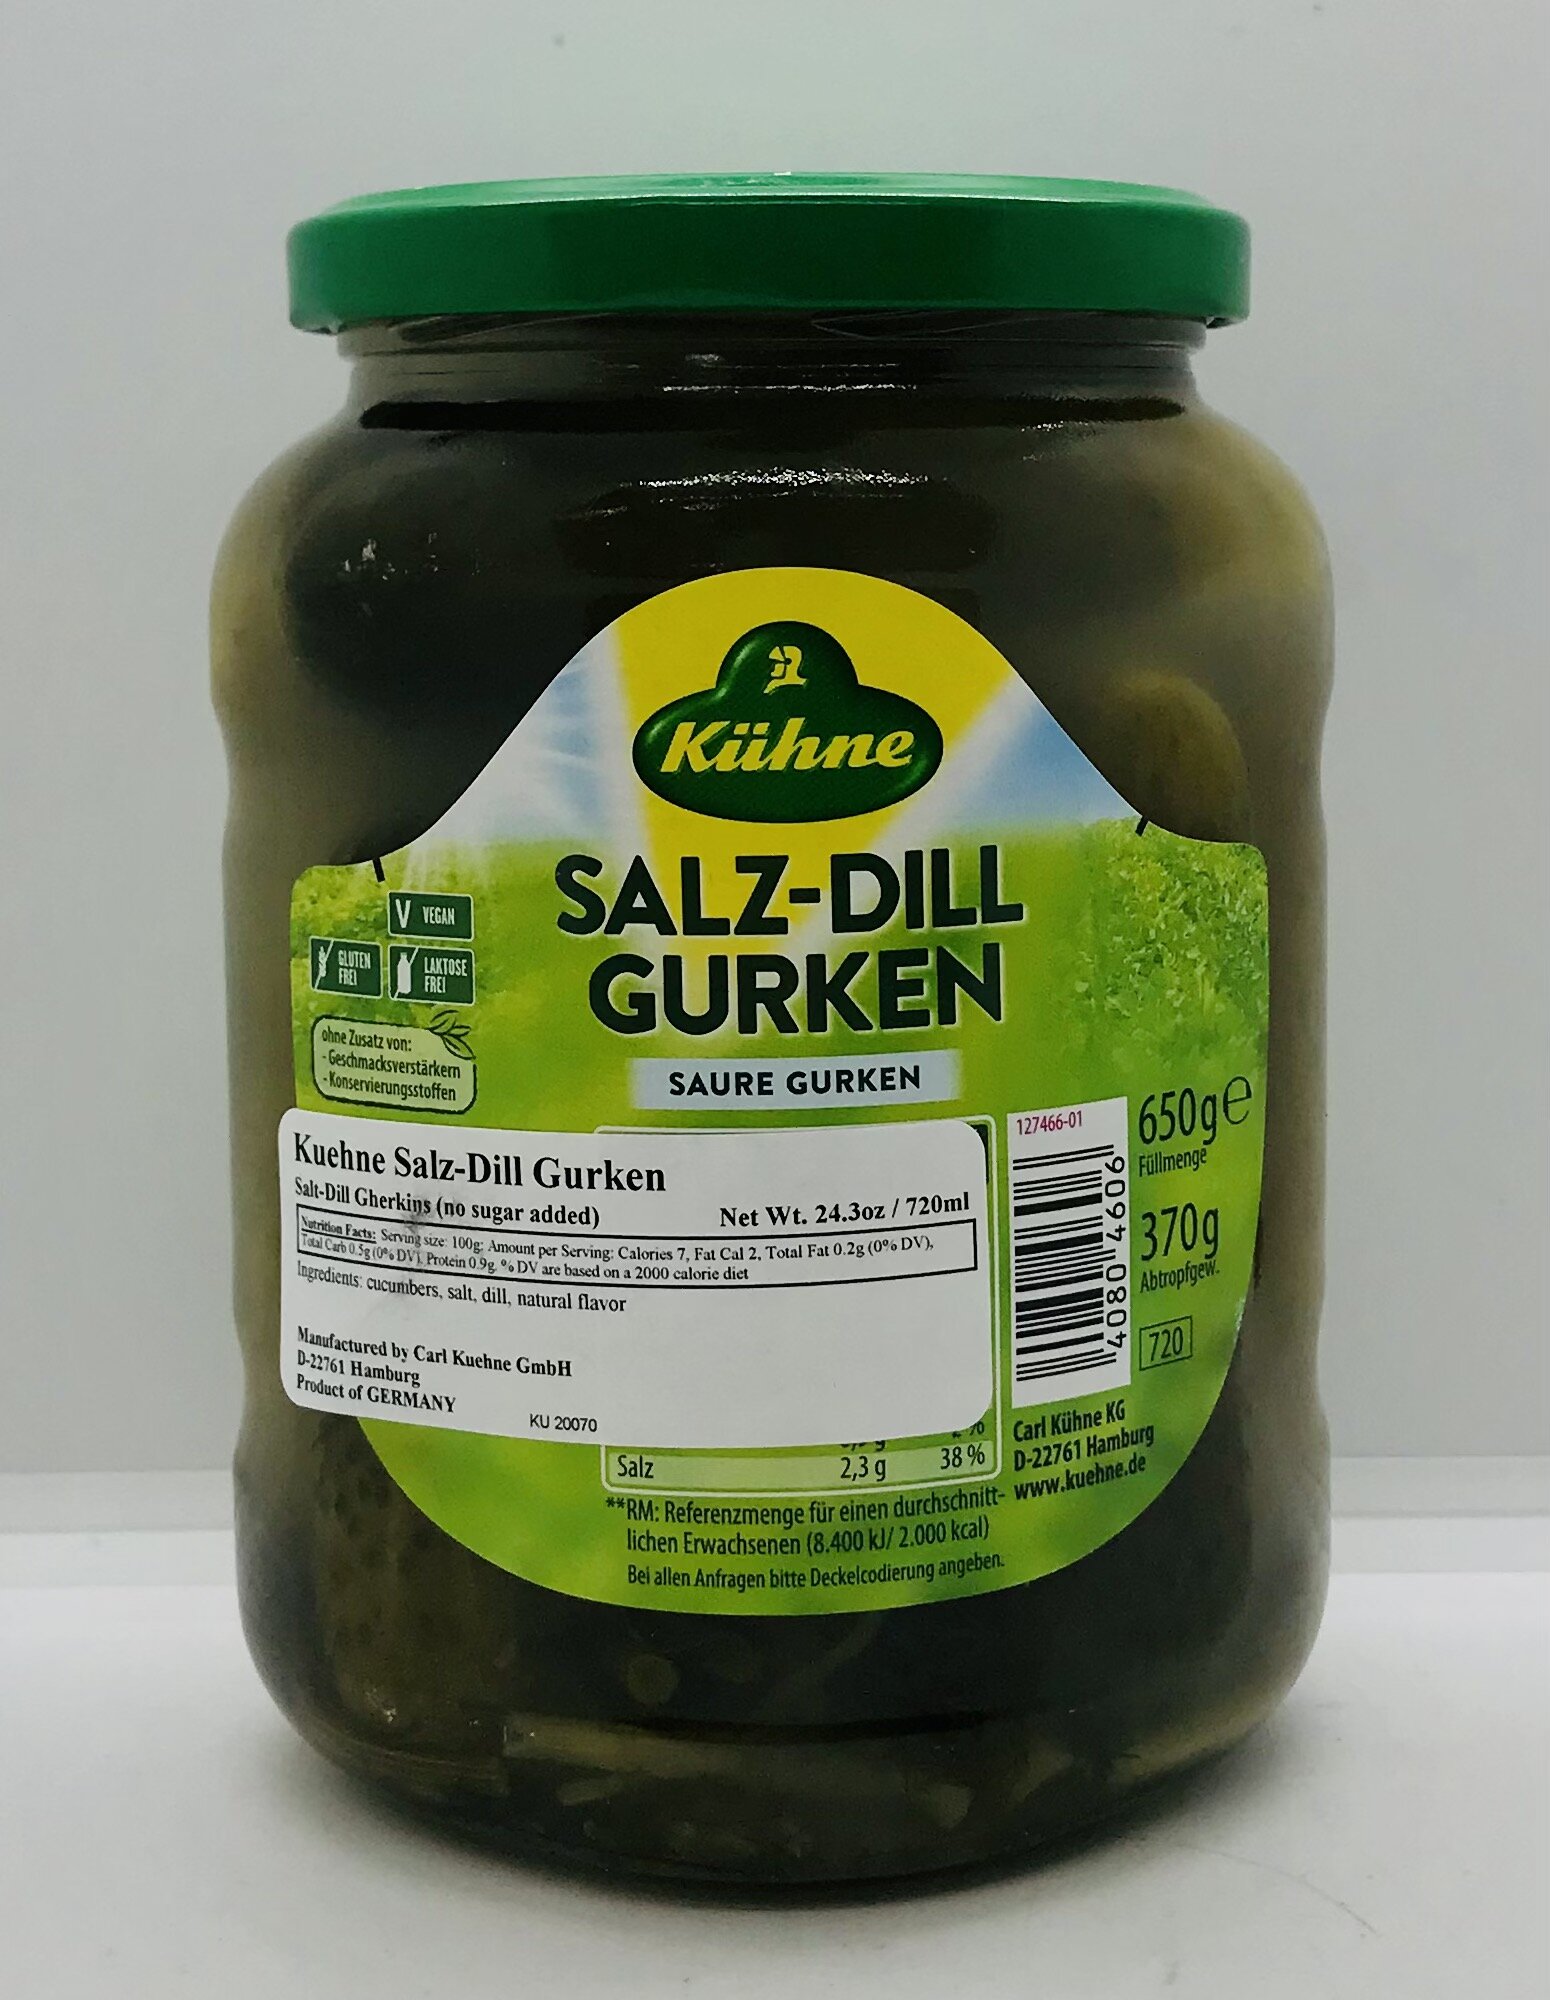 Kühne
SALZ-DILL
GURKEN
SAURE GURKEN
V VEGAN
GLUTEN
FREI
LAKTOSE
FREI
ohne Zusatz von:
- Geschmacksverstärkern
- Konservierungsstoffen
Kuehne Salz-Dill Gurken
Salt-Dill Gherkins (no sugar added)
Net Wt. 24.3oz / 720ml
Nutrition Facts: Serving size: 100g; Amount per Serving: Calories 7, Fat Cal 2, Total Fat 0.2g (0% DV),
Total Carb 0.5g (0% DV), Protein 0.9g. % DV are based on a 2000 calorie diet
Ingredients: cucumbers, salt, dill, natural flavor
Manufactured by Carl Kuehne GmbH
D-22761 Hamburg
Product of GERMANY
KU 20070
127466-01
40804606
650g e
Füllmenge
370g
Abtropfgew.
720
Carl Kühne KG
D-22761 Hamburg
www.kuehne.de
Salz 2,3 g 38 %
**RM: Referenzmenge für einen durchschnitt-
lichen Erwachsenen (8.400 kJ/ 2.000 kcal)
Bei allen Anfragen bitte Deckelcodierung angeben.